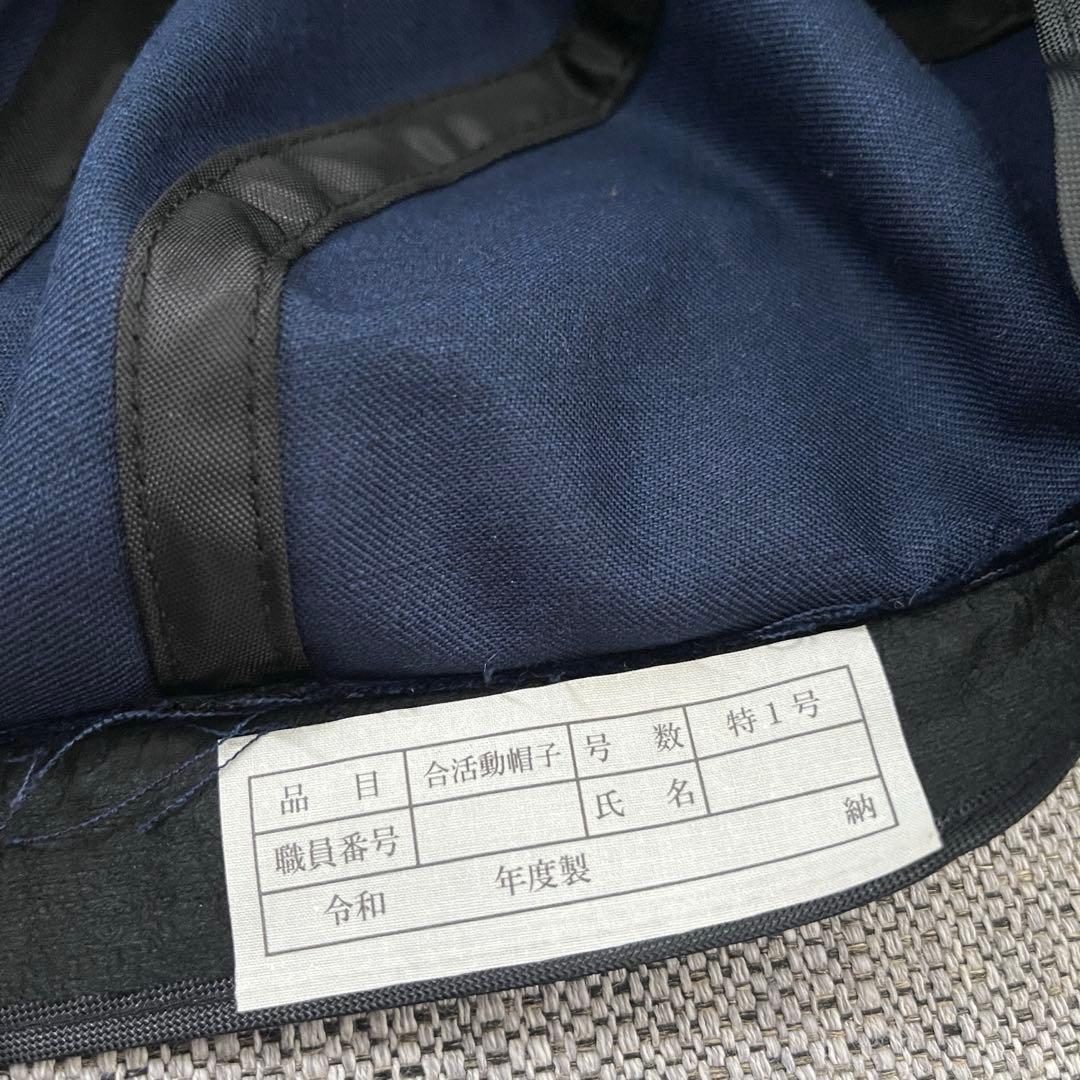 品 目 合活動帽子 号 数 特1号
職員番号 氏 名
令和 年度製 納